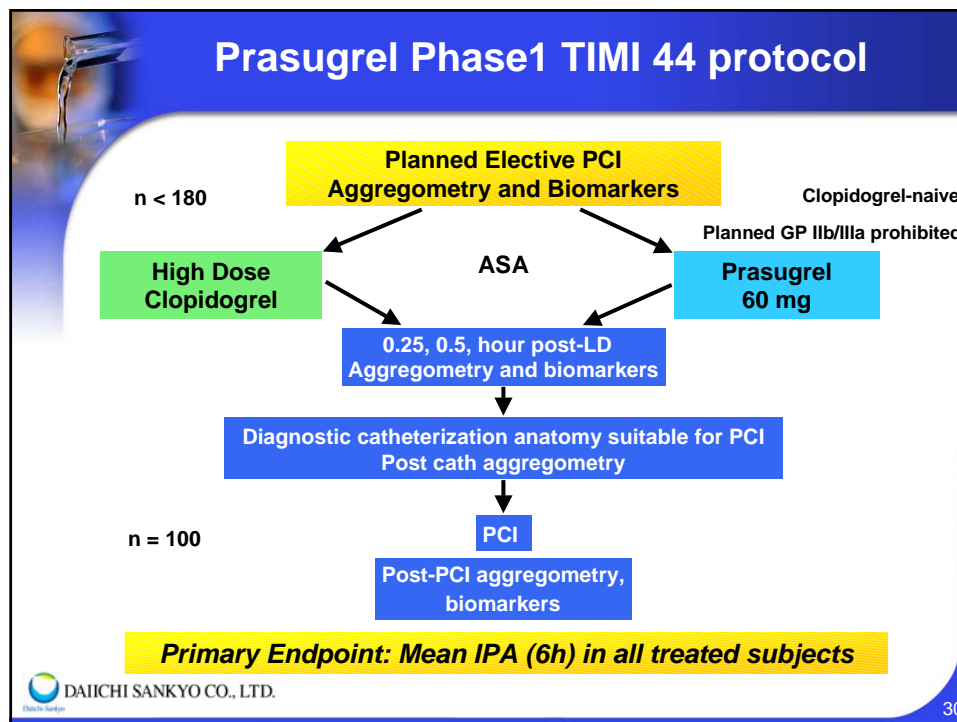 Prasugrel Phase1 TIMI 44 protocol
Planned Elective PCI
Aggregometry and Biomarkers
n < 180
Clopidogrel-naive
Planned GP IIb/IIIa prohibited
High Dose
Clopidogrel
ASA
Prasugrel
60 mg
0.25, 0.5, hour post-LD
Aggregometry and biomarkers
Diagnostic catheterization anatomy suitable for PCI
Post cath aggregometry
n = 100
PCI
Post-PCI aggregometry,
biomarkers
Primary Endpoint: Mean IPA (6h) in all treated subjects
DAIICHI SANKYO CO., LTD.
Daiichi-Sankyo
30